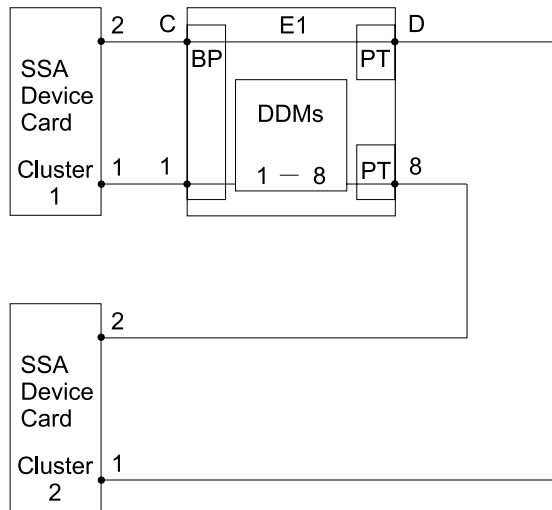 2 C E1 D
SSA
Device
Card
BP PT
DDMs
Cluster
1
1 1 1 — 8 PT 8
SSA
Device
Card
2
Cluster
2
1